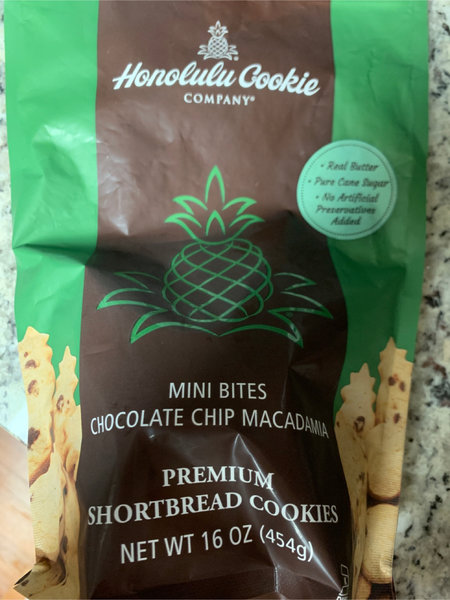 Honolulu Cookie
COMPANY®
• Real Butter
• Pure Cane Sugar
• No Artificial
Preservatives
Added
MINI BITES
CHOCOLATE CHIP MACADAMIA
PREMIUM
SHORTBREAD COOKIES
NET WT 16 OZ (454g)